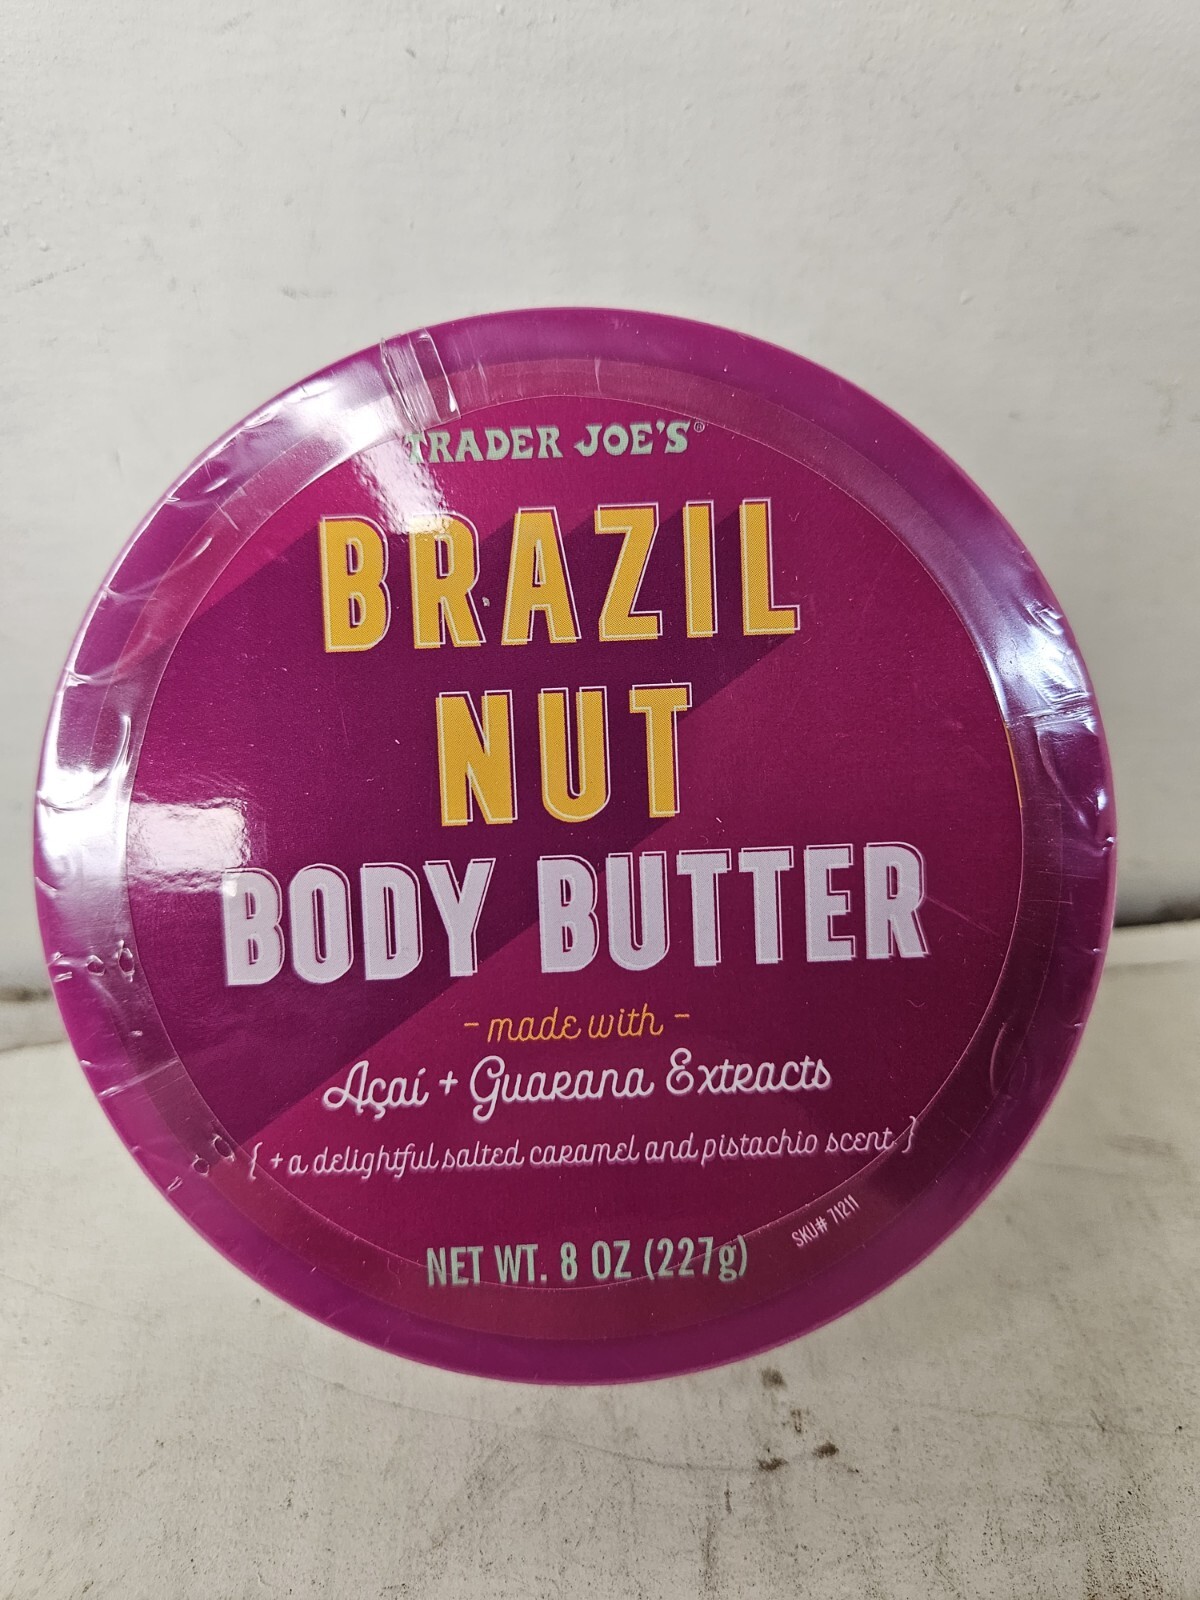 TRADER JOE'S®
BRAZIL
NUT
BODY BUTTER
- made with -
Açaí + Guarana Extracts
{ + a delightful salted caramel and pistachio scent }
SKU# 71211
NET WT. 8 OZ (227g)